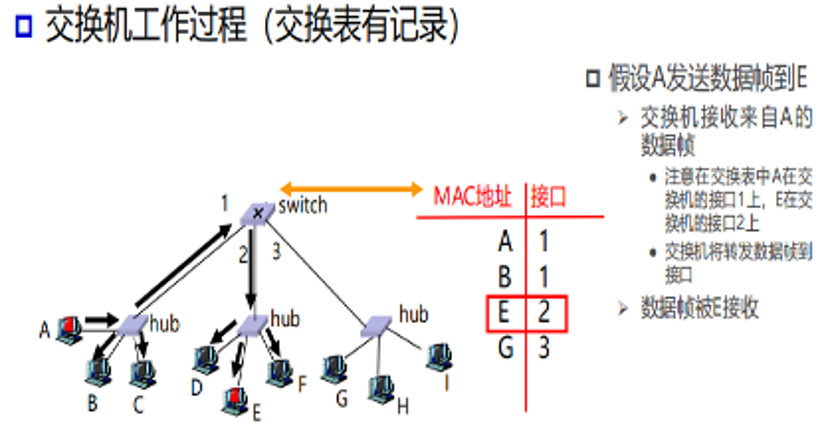 交换机工作过程（交换表有记录）
假设A发送数据帧到E
交换机接收来自A的
数据帧
注意在交换表中A在交
换机的接口1上，E在交
换机的接口2上
交换机将转发数据帧到
接口
数据帧被E接收
MAC地址 接口
A 1
B 1
E 2
G 3
1
switch
2
3
A
hub
hub
hub
B
C
D
E
F
G
H
I